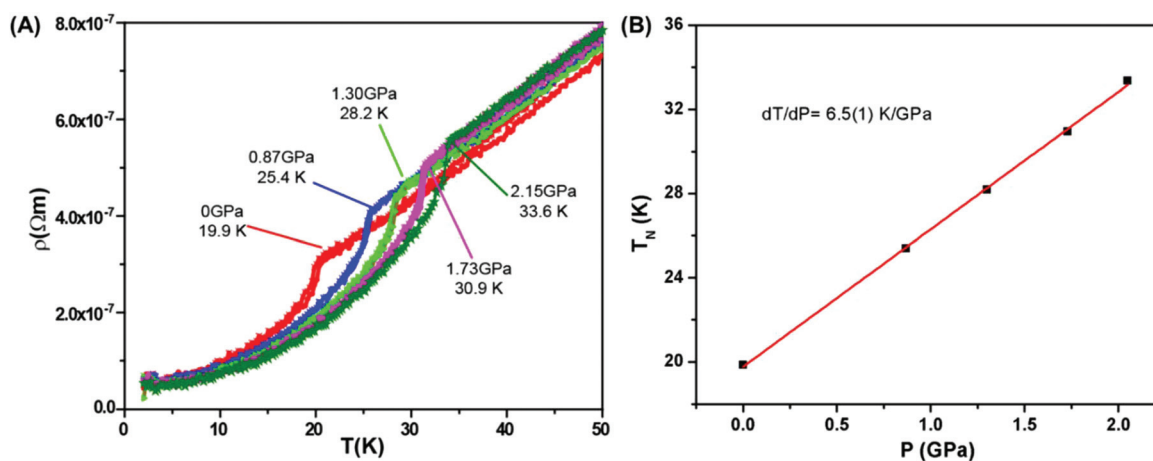 (A)
8.0x10⁻⁷
6.0x10⁻⁷
4.0x10⁻⁷
2.0x10⁻⁷
0.0
ρ(Ωm)
0 10 20 30 40 50
T(K)
0GPa
19.9 K
0.87GPa
25.4 K
1.30GPa
28.2 K
2.15GPa
33.6 K
1.73GPa
30.9 K
(B)
36
32
28
24
20
T_N (K)
dT/dP= 6.5(1) K/GPa
0.0 0.5 1.0 1.5 2.0
P (GPa)